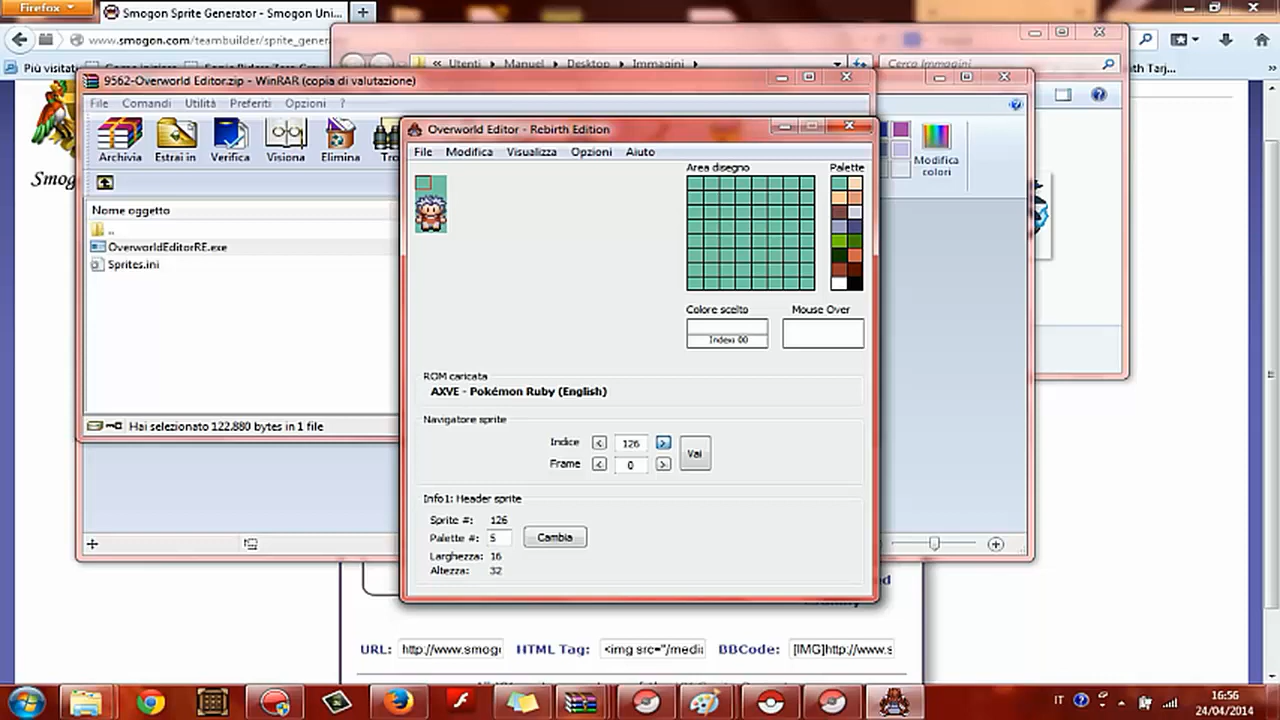 Firefox
Smogon Sprite Generator - Smogon Uni...
www.smogon.com/teambuilder/sprite_gener
Più visitat
« Utenti Manuel Desktop Immagini
Cerca Immagini
9562-Overworld Editor.zip - WinRAR (copia di valutazione)
File Comandi Utilità Preferiti Opzioni ?
Archivia Estrai in Verifica Visiona Elimina Tro
Modifica
colori
Smogon
Nome oggetto
..
OverworldEditorRE.exe
Sprites.ini
Hai selezionato 122.880 bytes in 1 file
Overworld Editor - Rebirth Edition
File Modifica Visualizza Opzioni Aiuto
Area disegno Palette
Colore scelto Mouse Over
Index: 00
ROM caricata
AXVE - Pokémon Ruby (English)
Navigatore sprite
Indice < 126 >
Vai
Frame < 0 >
Info1: Header sprite
Sprite #: 126
Palette #: 5 Cambia
Larghezza: 16
Altezza: 32
URL: http://www.smog HTML Tag: <img src="/medi BBCode: [IMG]http://www.s
IT
16:56
24/04/2014